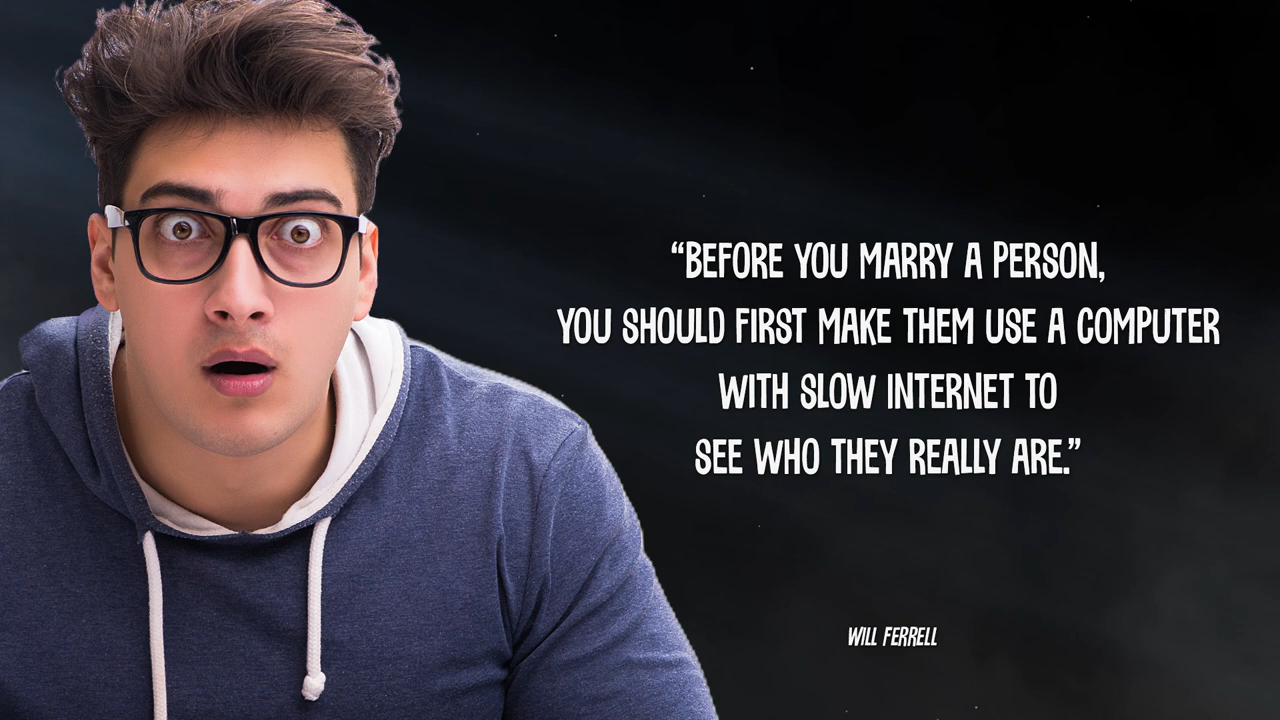 “BEFORE YOU MARRY A PERSON,
YOU SHOULD FIRST MAKE THEM USE A COMPUTER
WITH SLOW INTERNET TO
SEE WHO THEY REALLY ARE.”
WILL FERRELL